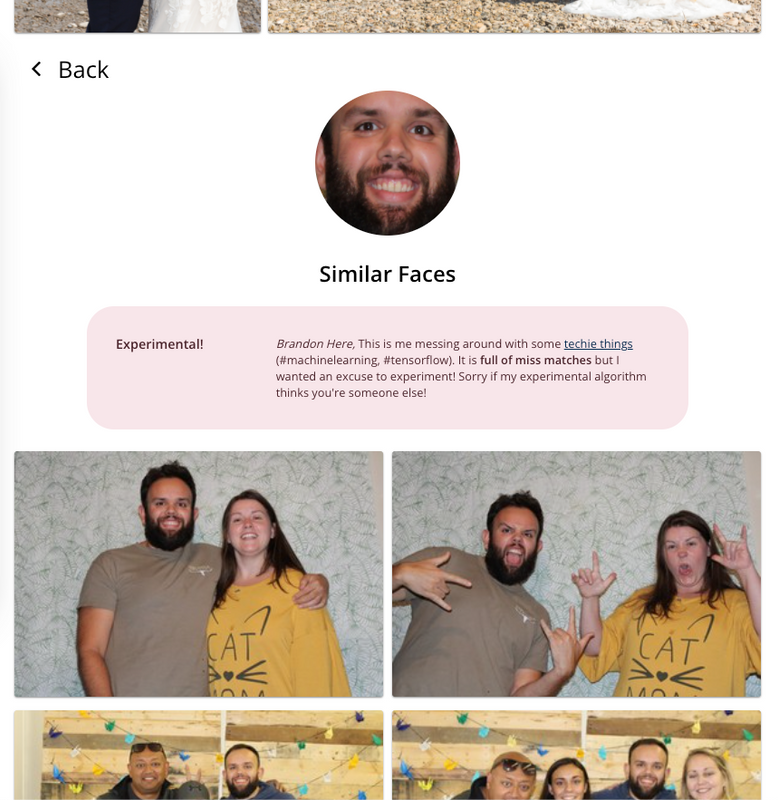 Back
Similar Faces
Experimental!
Brandon Here, This is me messing around with some techie things
(#machinelearning, #tensorflow). It is full of miss matches but I
wanted an excuse to experiment! Sorry if my experimental algorithm
thinks you're someone else!
CAT
MOM
CAT
MOM